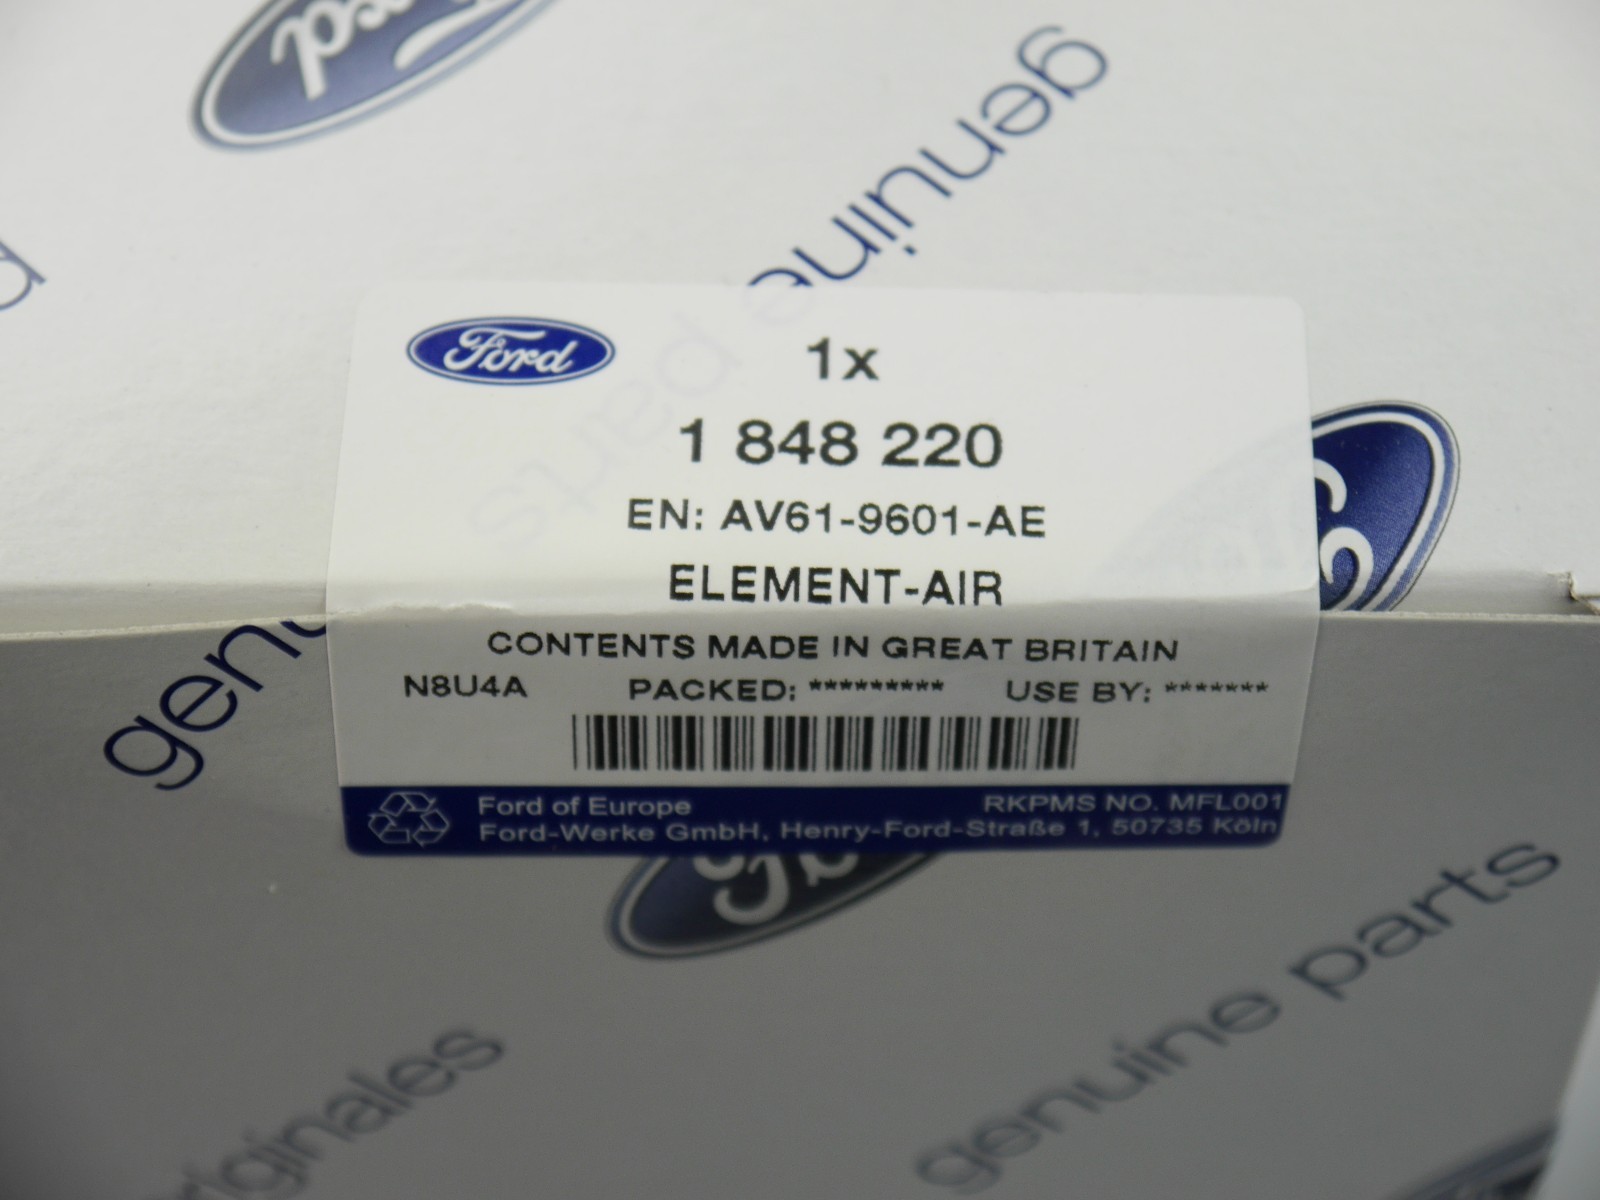 Ford
genuine
parts
Ford
1x
1 848 220
EN: AV61-9601-AE
ELEMENT-AIR
CONTENTS MADE IN GREAT BRITAIN
N8U4A PACKED: ********* USE BY: *******
Ford of Europe RKPMS NO. MFL001
Ford-Werke GmbH, Henry-Ford-Straße 1, 50735 Köln
genuine parts